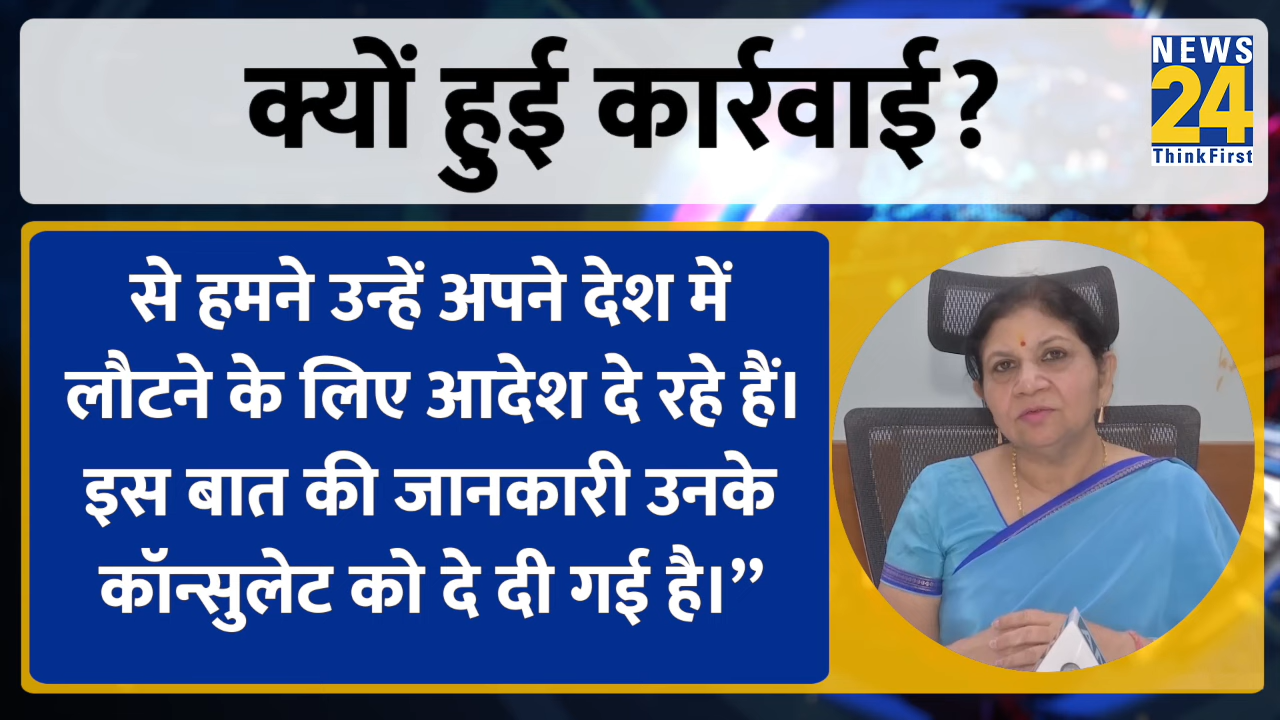 क्यों हुई कार्रवाई?
NEWS
24
ThinkFirst
से हमने उन्हें अपने देश में
लौटने के लिए आदेश दे रहे हैं।
इस बात की जानकारी उनके
कॉन्सुलेट को दे दी गई है।”